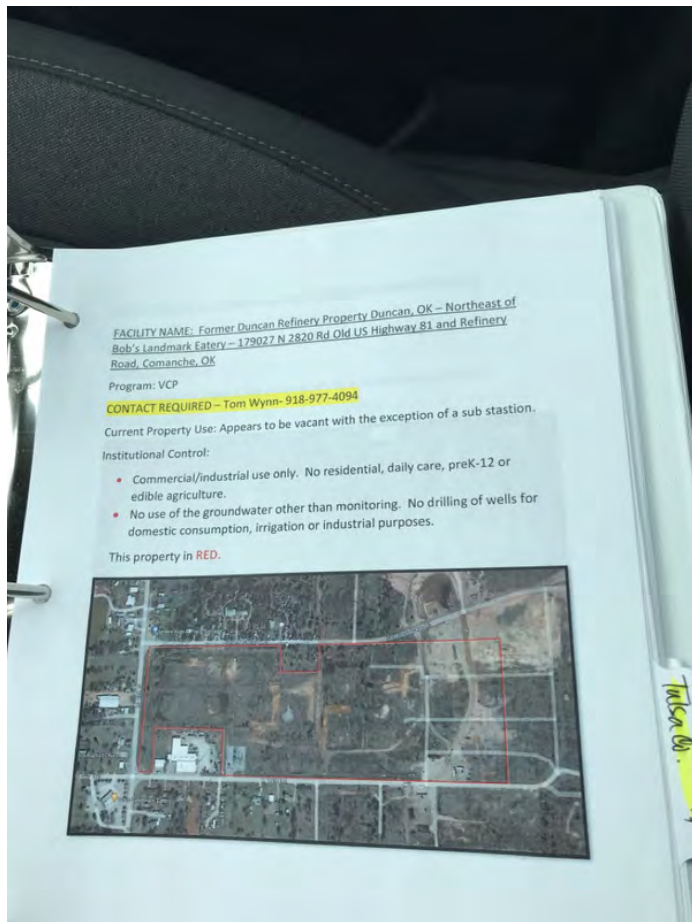 FACILITY NAME: Former Duncan Refinery Property Duncan, OK – Northeast of
Bob's Landmark Eatery – 179027 N 2820 Rd Old US Highway 81 and Refinery
Road, Comanche, OK
Program: VCP
CONTACT REQUIRED – Tom Wynn- 918-977-4094
Current Property Use: Appears to be vacant with the exception of a sub stastion.
Institutional Control:
• Commercial/industrial use only. No residential, daily care, preK-12 or
edible agriculture.
• No use of the groundwater other than monitoring. No drilling of wells for
domestic consumption, irrigation or industrial purposes.
This property in RED.
Tulsa